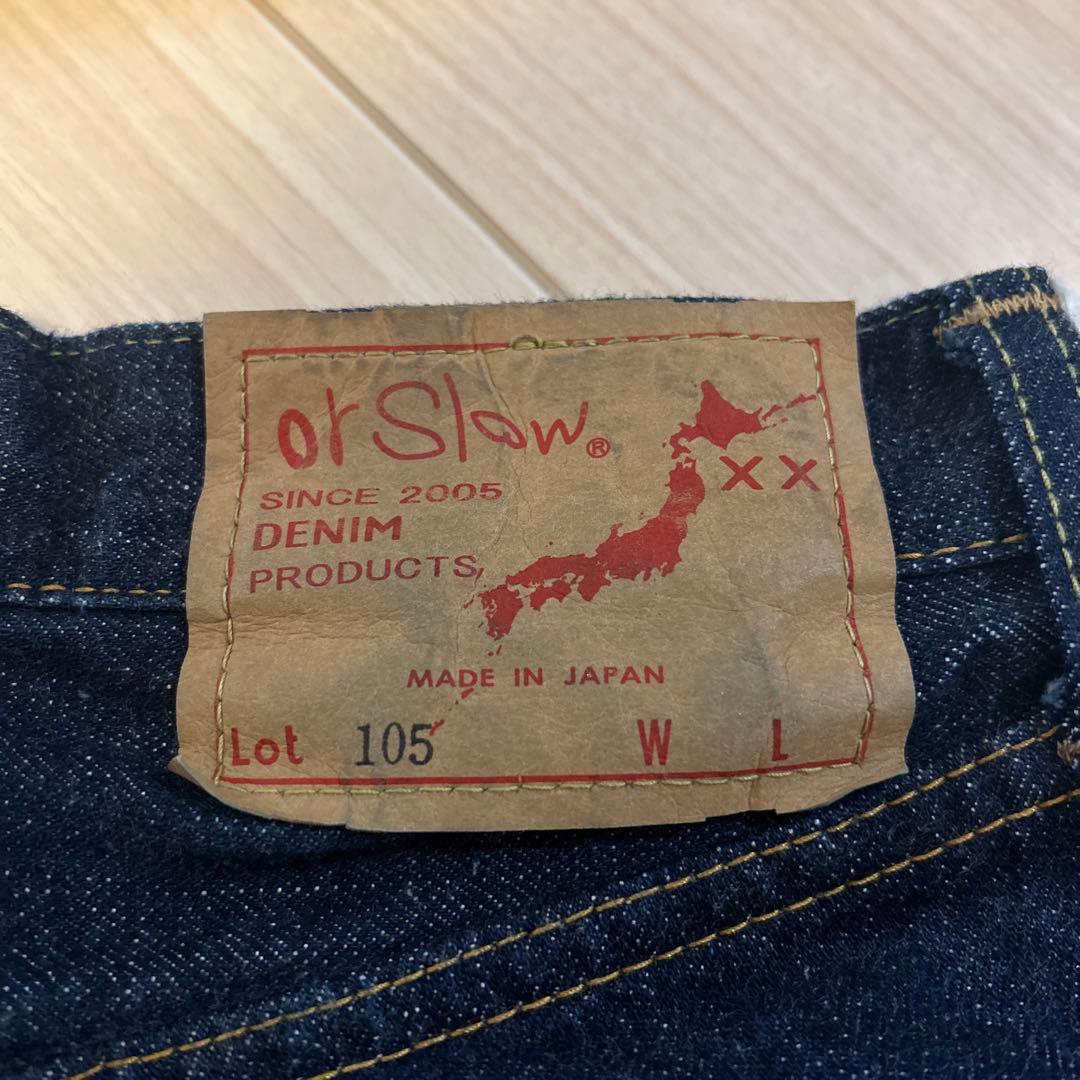 orSlow®
XX
SINCE 2005
DENIM
PRODUCTS
MADE IN JAPAN
Lot 105 W L